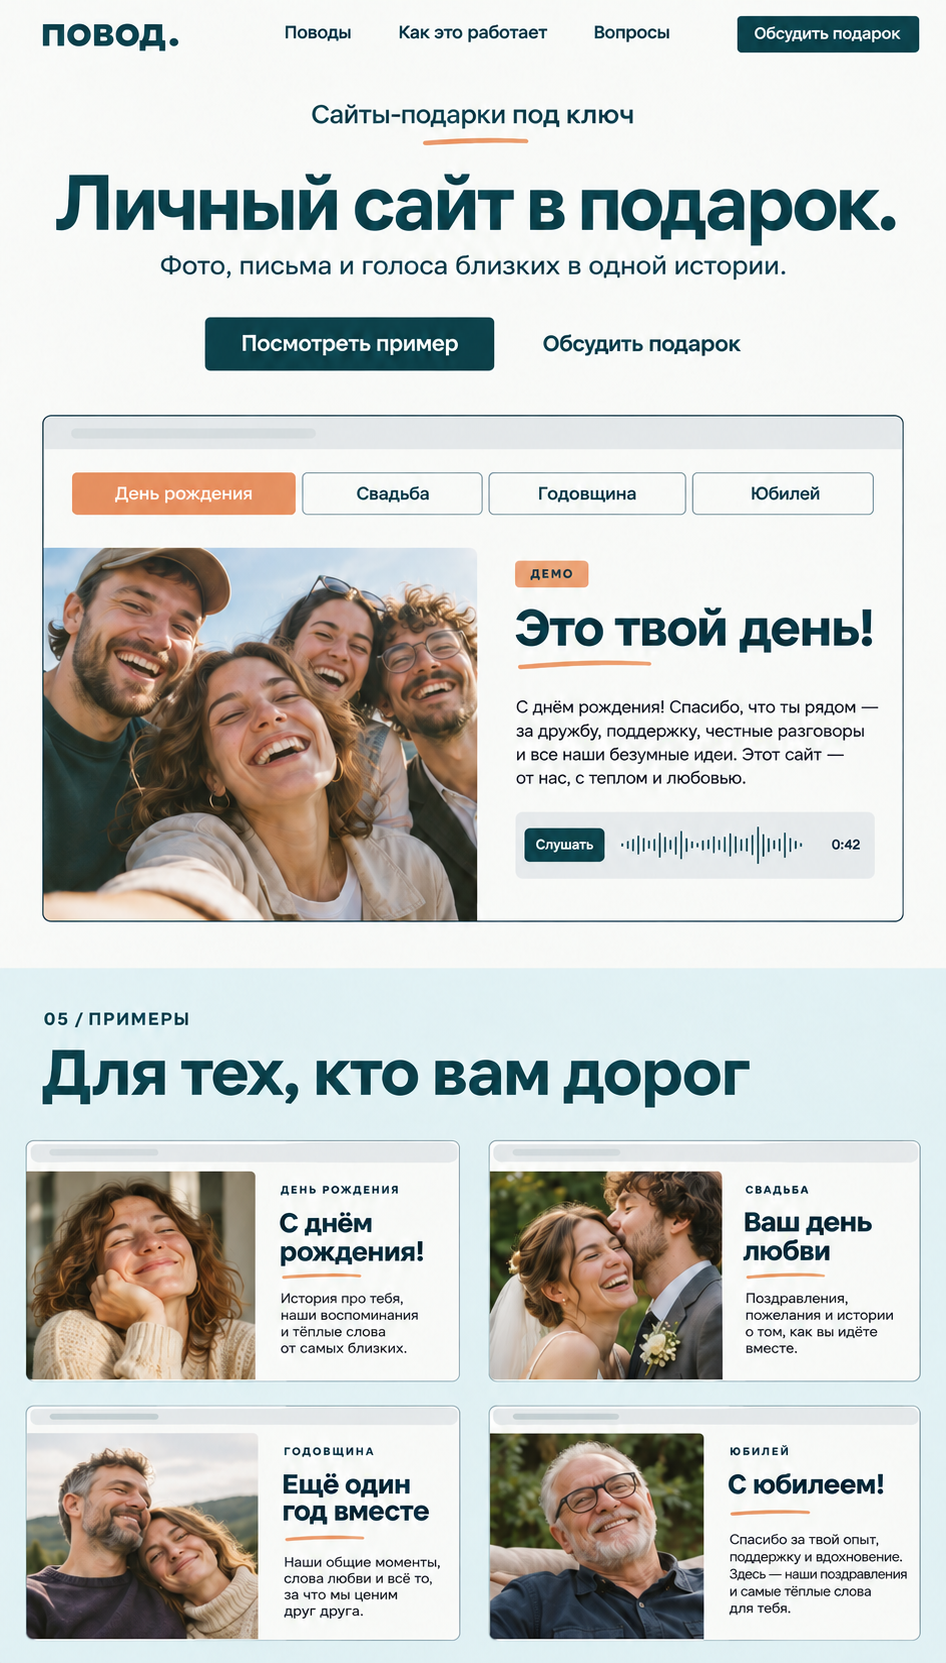 ПОВОД.
Поводы
Как это работает
Вопросы
Обсудить подарок
Сайты-подарки под ключ
Личный сайт в подарок.
Фото, письма и голоса близких в одной истории.
Посмотреть пример
Обсудить подарок
День рождения
Свадьба
Годовщина
Юбилей
ДЕМО
Это твой день!
С днём рождения! Спасибо, что ты рядом —
за дружбу, поддержку, честные разговоры
и все наши безумные идеи. Этот сайт —
от нас, с теплом и любовью.
Слушать
0:42
05 / ПРИМЕРЫ
Для тех, кто вам дорог
ДЕНЬ РОЖДЕНИЯ
С днём
рождения!
История про тебя,
наши воспоминания
и тёплые слова
от самых близких.
СВАДЬБА
Ваш день
любви
Поздравления,
пожелания и истории
о том, как вы идёте
вместе.
ГОДОВЩИНА
Ещё один
год вместе
Наши общие моменты,
слова любви и всё то,
за что мы ценим
друг друга.
ЮБИЛЕЙ
С юбилеем!
Спасибо за твой опыт,
поддержку и вдохновение.
Здесь — наши поздравления
и самые тёплые слова
для тебя.